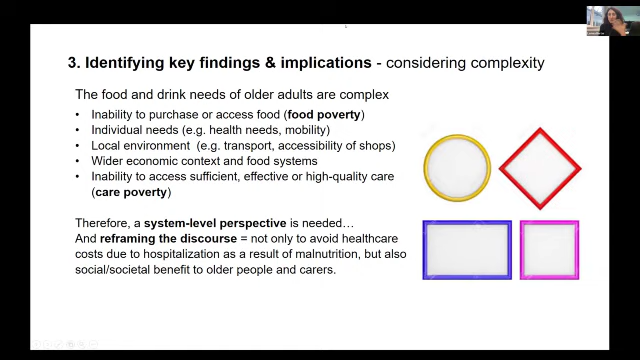 3. Identifying key findings & implications - considering complexity
The food and drink needs of older adults are complex
• Inability to purchase or access food (food poverty)
• Individual needs (e.g. health needs, mobility)
• Local environment (e.g. transport, accessibility of shops)
• Wider economic context and food systems
• Inability to access sufficient, effective or high-quality care
(care poverty)
Therefore, a system-level perspective is needed…
And reframing the discourse = not only to avoid healthcare
costs due to hospitalization as a result of malnutrition, but also
social/societal benefit to older people and carers.